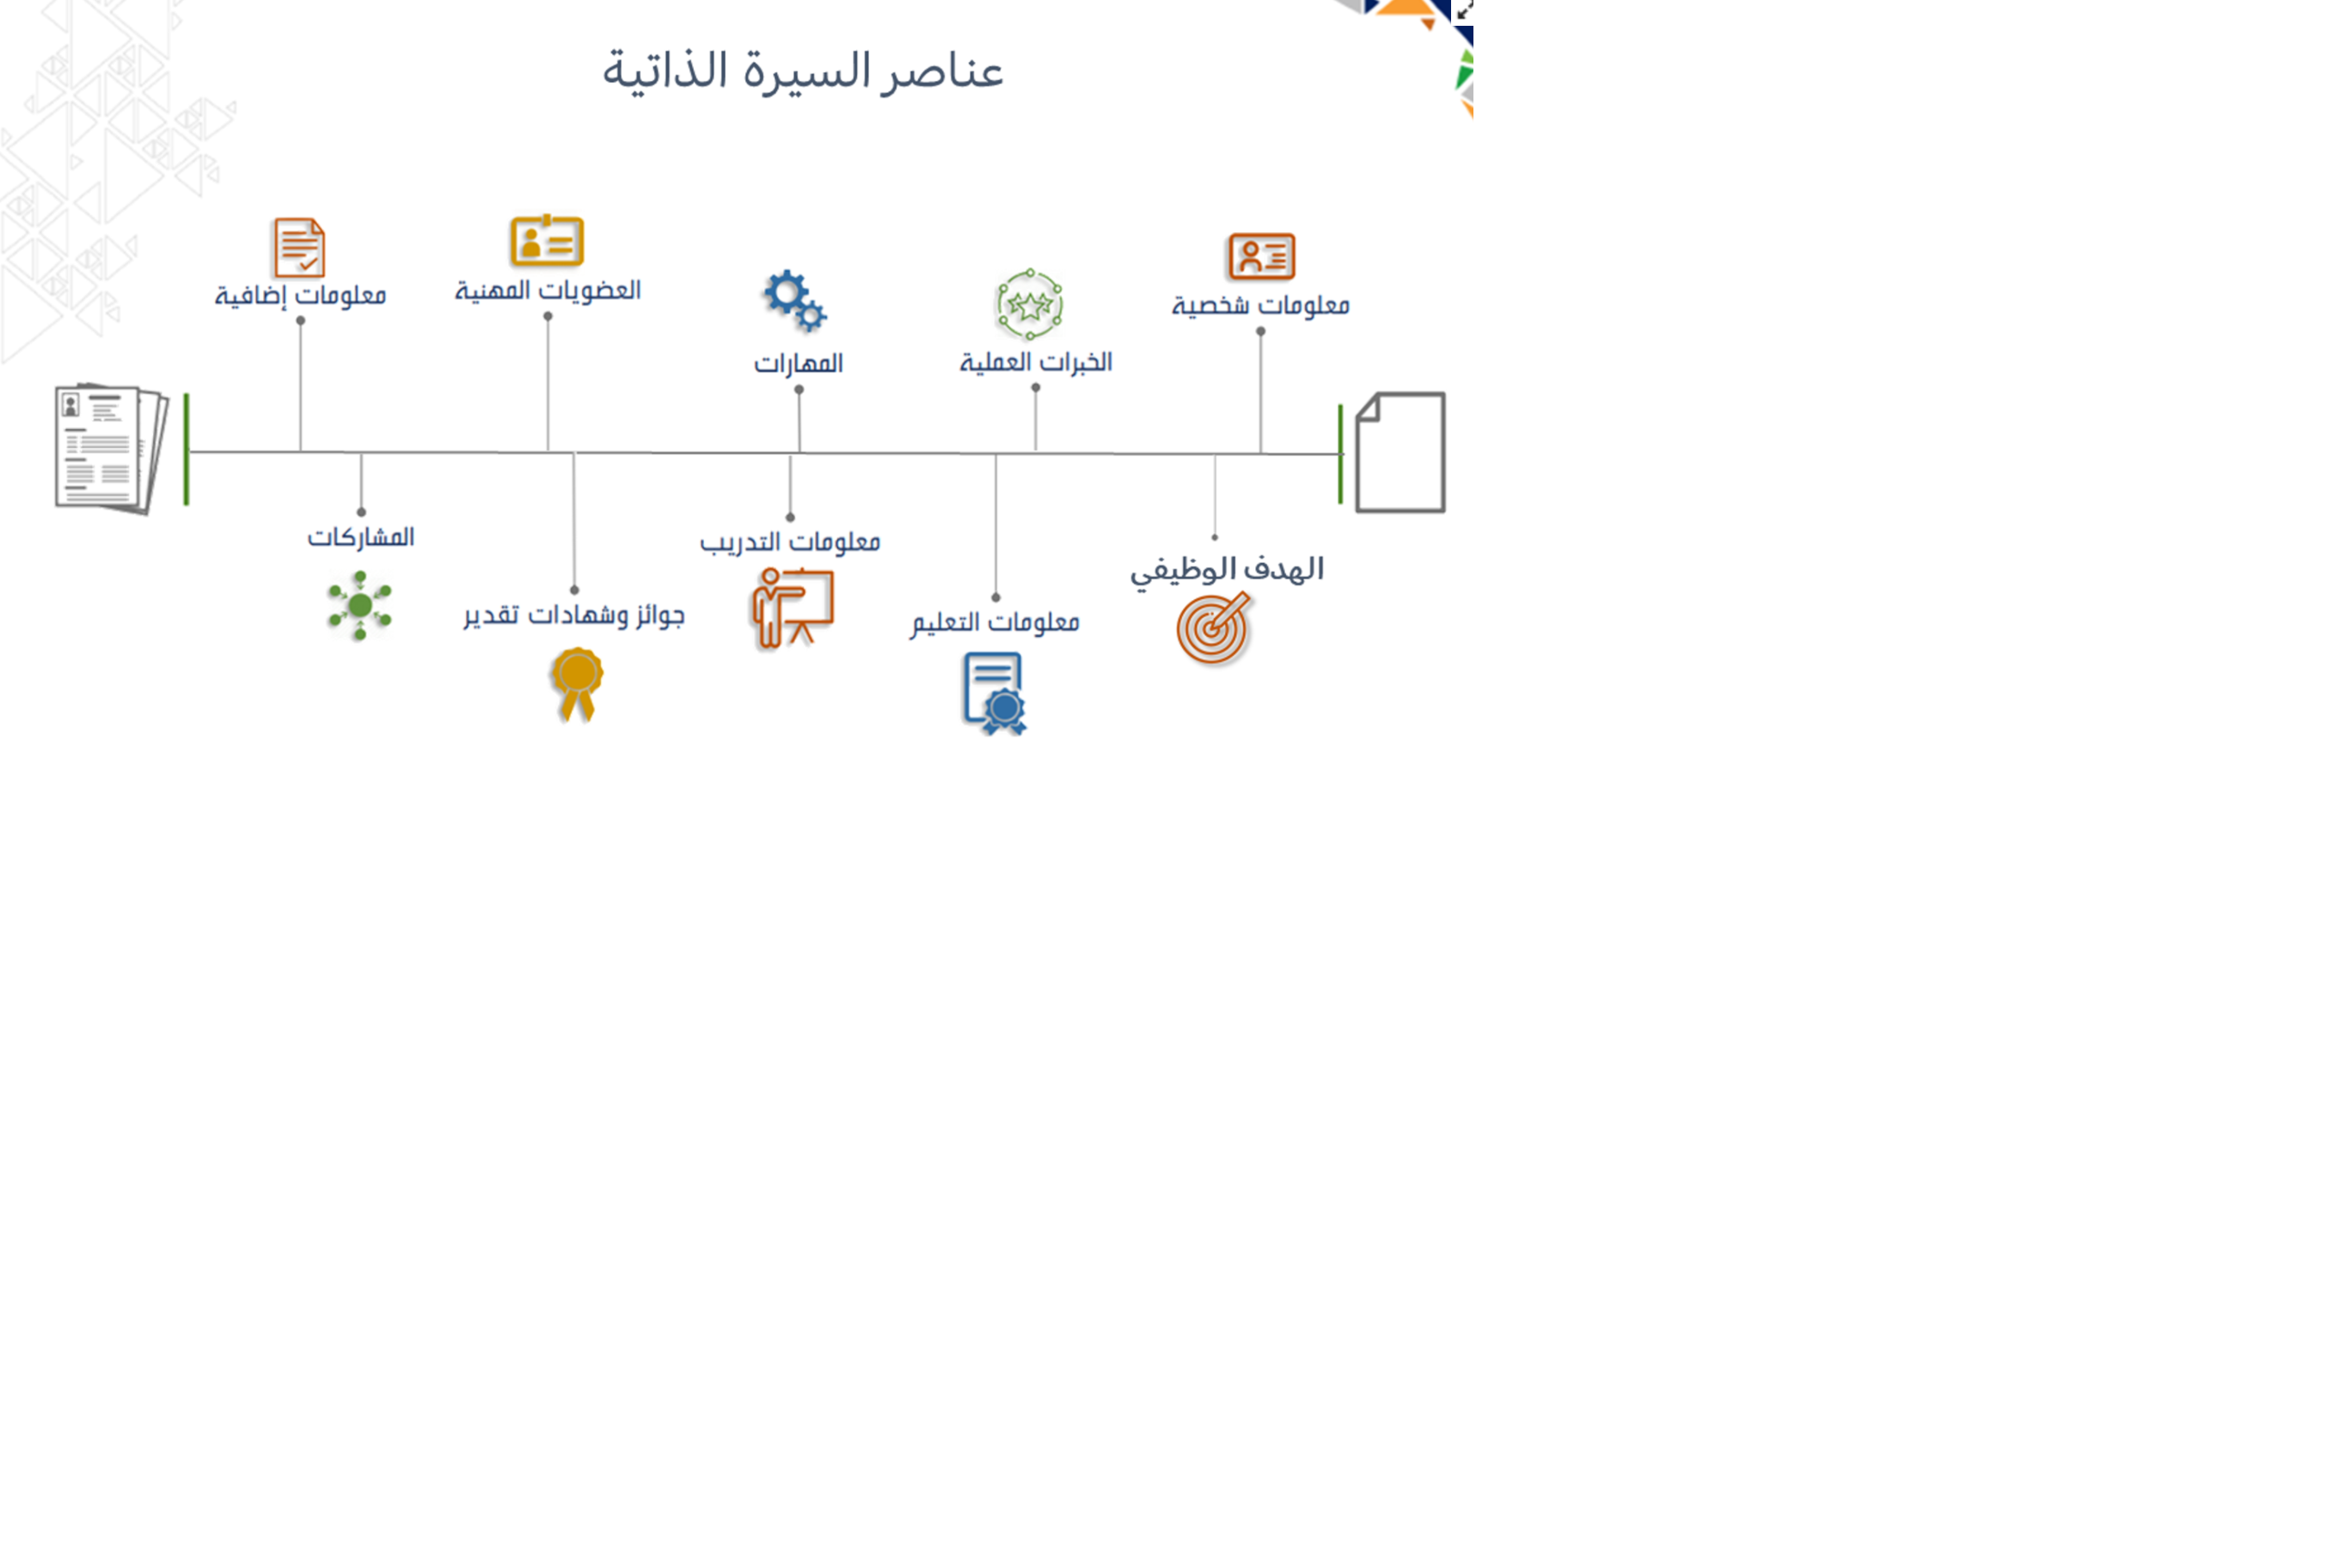 عناصر السيرة الذاتية
معلومات شخصية
الخبرات العملية
المهارات
العضويات المهنية
معلومات إضافية
الهدف الوظيفي
معلومات التعليم
معلومات التدريب
جوائز وشهادات تقدير
المشاركات